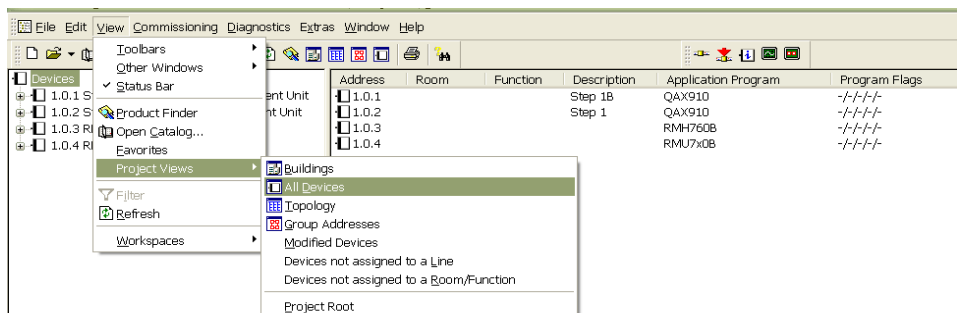 File Edit View Commissioning Diagnostics Extras Window Help
Toolbars
Other Windows
Status Bar
Product Finder
Open Catalog...
Favorites
Project Views
Filter
Refresh
Workspaces
Buildings
All Devices
Topology
Group Addresses
Modified Devices
Devices not assigned to a Line
Devices not assigned to a Room/Function
Project Root
Devices
1.0.1 S ent Unit
1.0.2 S nt Unit
1.0.3 R
1.0.4 R
Address Room Function Description Application Program Program Flags
1.0.1 Step 1B QAX910 -/-/-/-/-
1.0.2 Step 1 QAX910 -/-/-/-/-
1.0.3 RMH760B -/-/-/-/-
1.0.4 RMU7x0B -/-/-/-/-